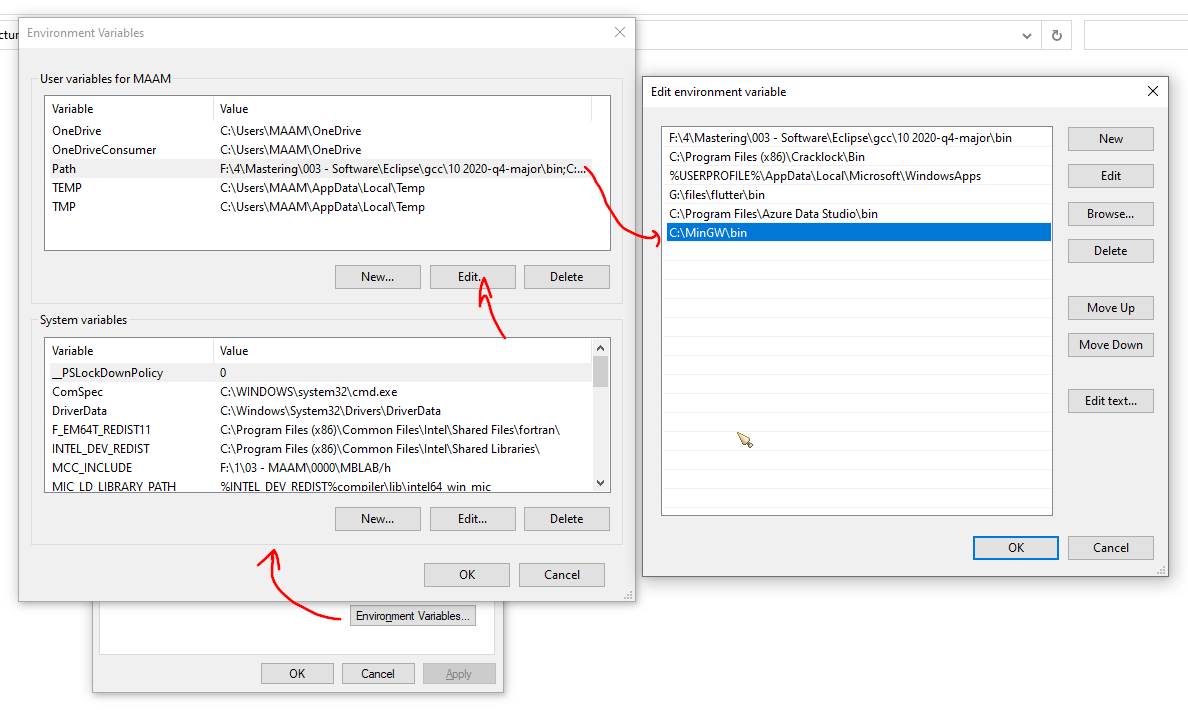 ctur
Environment Variables
User variables for MAAM
Variable Value
OneDrive C:\Users\MAAM\OneDrive
OneDriveConsumer C:\Users\MAAM\OneDrive
Path F:\4\Mastering\003 - Software\Eclipse\gcc\10 2020-q4-major\bin;C:...
TEMP C:\Users\MAAM\AppData\Local\Temp
TMP C:\Users\MAAM\AppData\Local\Temp
New... Edit... Delete
System variables
Variable Value
__PSLockDownPolicy 0
ComSpec C:\WINDOWS\system32\cmd.exe
DriverData C:\Windows\System32\Drivers\DriverData
F_EM64T_REDIST11 C:\Program Files (x86)\Common Files\Intel\Shared Files\fortran\
INTEL_DEV_REDIST C:\Program Files (x86)\Common Files\Intel\Shared Libraries\
MCC_INCLUDE F:\1\03 - MAAM\0000\MBLAB/h
MIC_LD_LIBRARY_PATH %INTEL_DEV_REDIST%compiler\lib\intel64_win_mic
New... Edit... Delete
OK Cancel
Environment Variables...
OK Cancel Apply
Edit environment variable
F:\4\Mastering\003 - Software\Eclipse\gcc\10 2020-q4-major\bin
C:\Program Files (x86)\Cracklock\Bin
%USERPROFILE%\AppData\Local\Microsoft\WindowsApps
G:\files\flutter\bin
C:\Program Files\Azure Data Studio\bin
C:\MinGW\bin
New
Edit
Browse...
Delete
Move Up
Move Down
Edit text...
OK Cancel